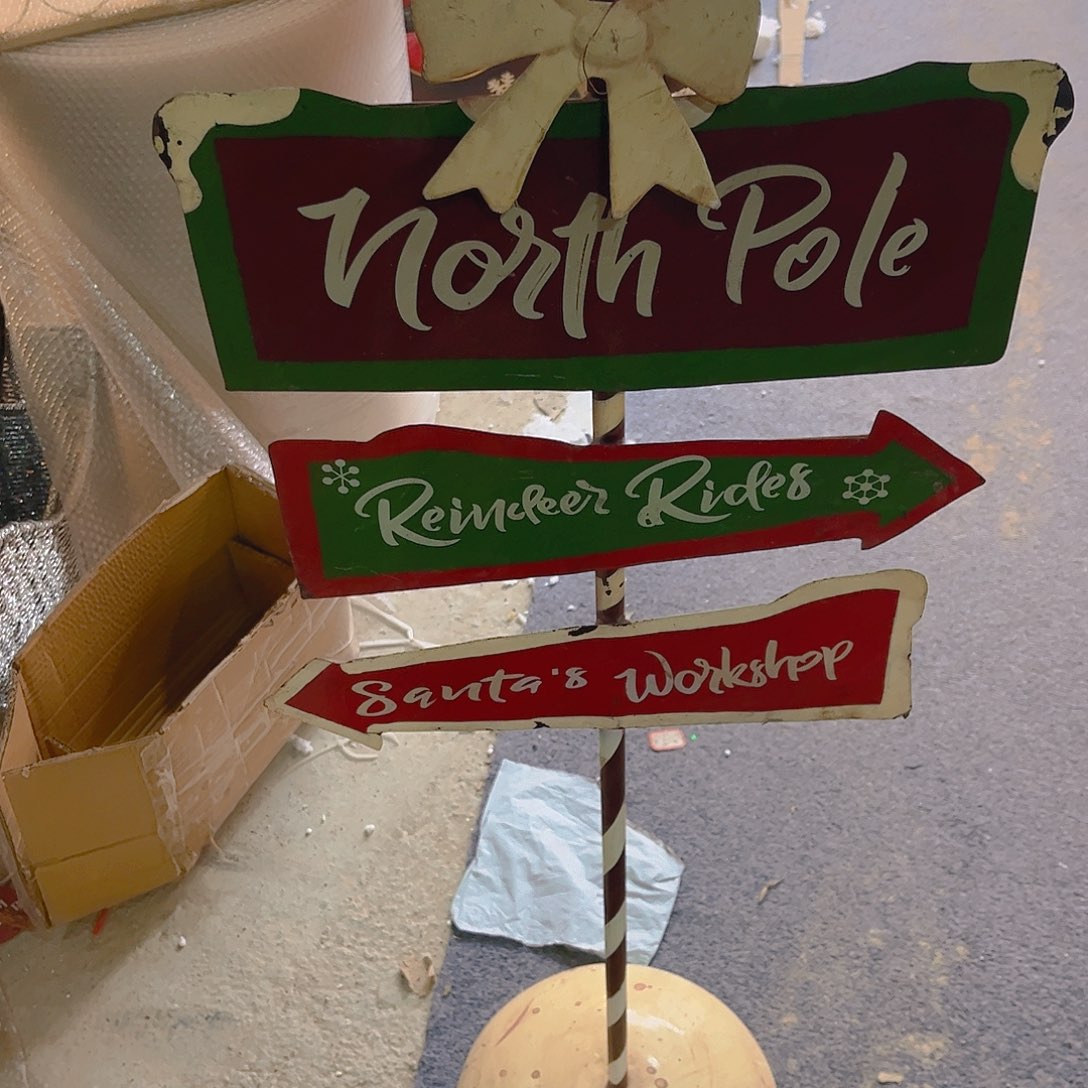 North Pole
Reindeer Rides
Santa's Workshop